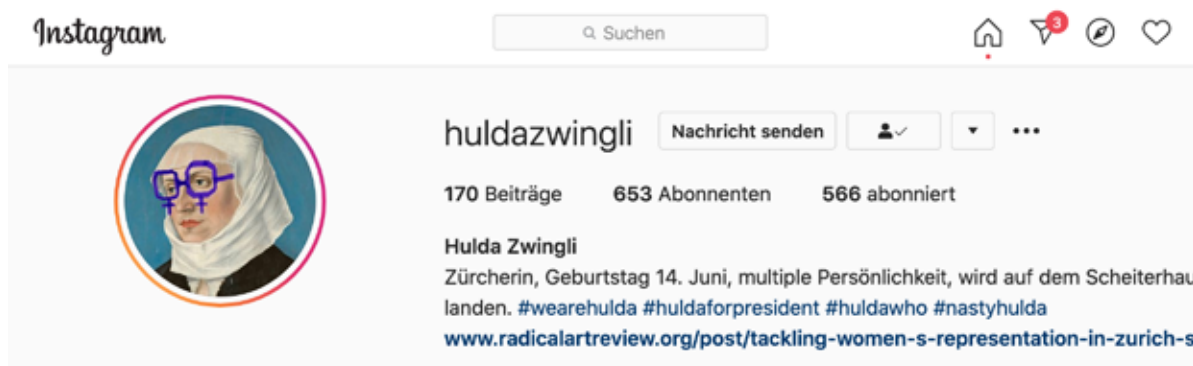 Instagram
Suchen
3
huldazwingli Nachricht senden
170 Beiträge 653 Abonnenten 566 abonniert
Hulda Zwingli
Zürcherin, Geburtstag 14. Juni, multiple Persönlichkeit, wird auf dem Scheiterhau
landen. #wearehulda #huldaforpresident #huldawho #nastyhulda
www.radicalartreview.org/post/tackling-women-s-representation-in-zurich-s